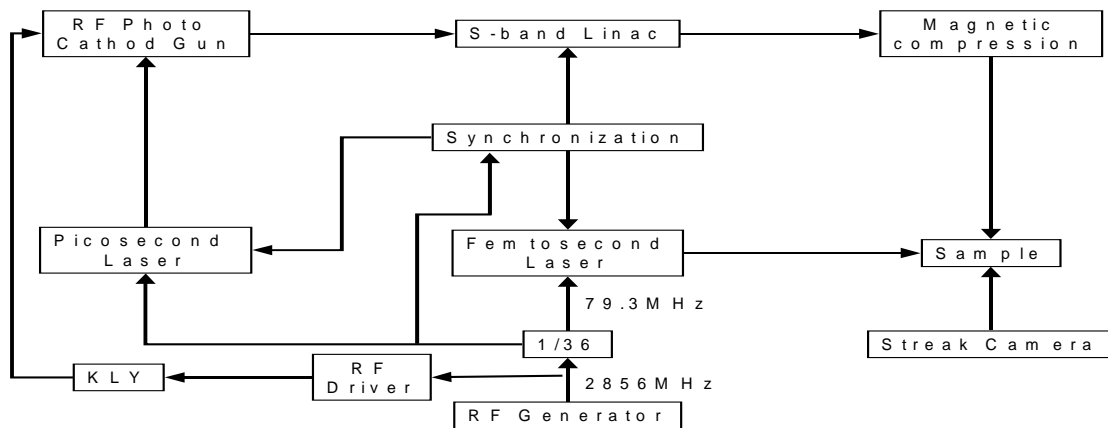 RF Photo
Cathod Gun
S-band Linac
Magnetic
compression
Synchronization
Picosecond
Laser
Femtosecond
Laser
Sample
79.3MHz
1/36
Streak Camera
KLY
RF
Driver
2856MHz
RF Generator